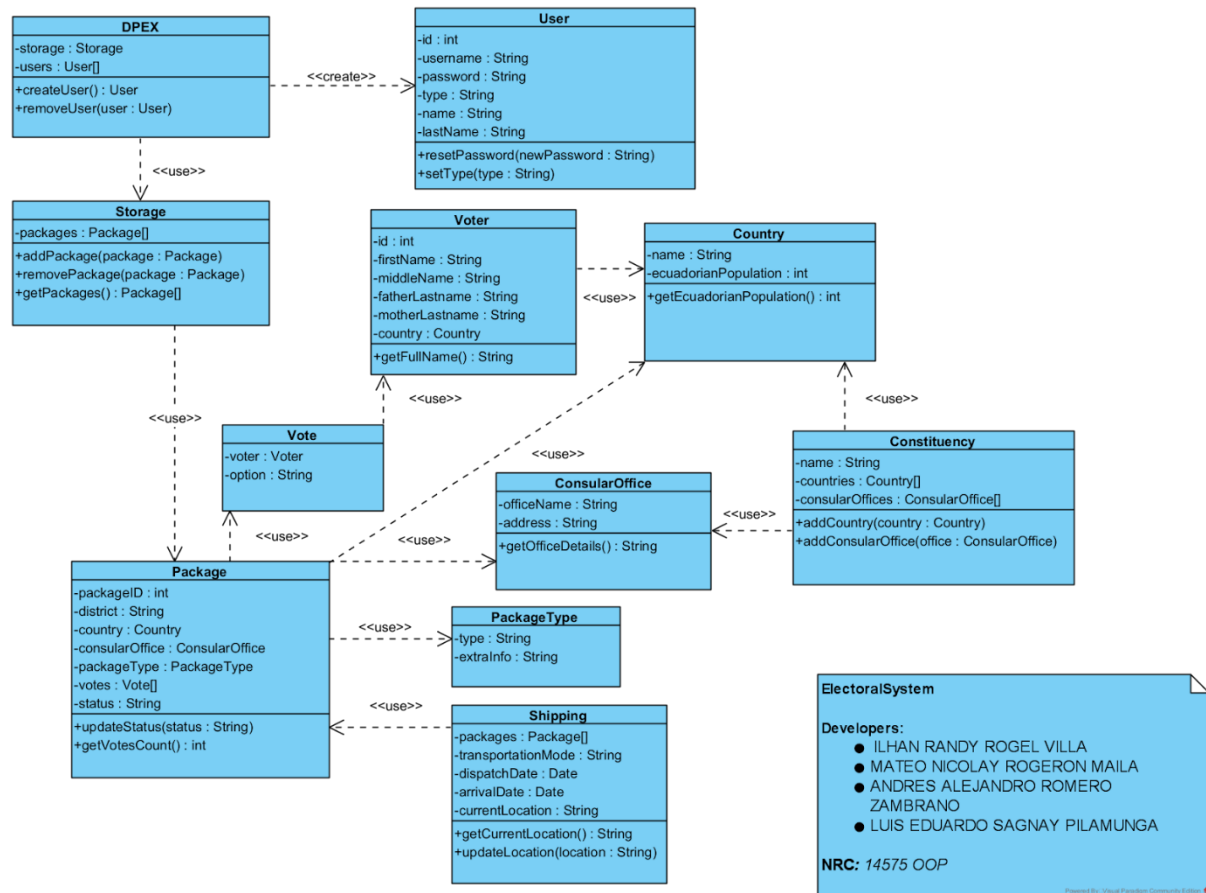 DPEX
-storage : Storage
-users : User[]
+createUser() : User
+removeUser(user : User)
<<create>>
User
-id : int
-username : String
-password : String
-type : String
-name : String
-lastName : String
+resetPassword(newPassword : String)
+setType(type : String)
<<use>>
Storage
-packages : Package[]
+addPackage(package : Package)
+removePackage(package : Package)
+getPackages() : Package[]
Voter
-id : int
-firstName : String
-middleName : String
-fatherLastname : String
-motherLastname : String
-country : Country
+getFullName() : String
<<use>>
Country
-name : String
-ecuadorianPopulation : int
+getEcuadorianPopulation() : int
<<use>>
<<use>>
<<use>>
<<use>>
Vote
-voter : Voter
-option : String
Constituency
-name : String
-countries : Country[]
-consularOffices : ConsularOffice[]
+addCountry(country : Country)
+addConsularOffice(office : ConsularOffice)
ConsularOffice
-officeName : String
-address : String
+getOfficeDetails() : String
<<use>>
<<use>>
<<use>>
Package
-packageID : int
-district : String
-country : Country
-consularOffice : ConsularOffice
-packageType : PackageType
-votes : Vote[]
-status : String
+updateStatus(status : String)
+getVotesCount() : int
<<use>>
PackageType
-type : String
-extraInfo : String
<<use>>
Shipping
-packages : Package[]
-transportationMode : String
-dispatchDate : Date
-arrivalDate : Date
-currentLocation : String
+getCurrentLocation() : String
+updateLocation(location : String)
ElectoralSystem
Developers:
● ILHAN RANDY ROGEL VILLA
● MATEO NICOLAY ROGERON MAILA
● ANDRES ALEJANDRO ROMERO
ZAMBRANO
● LUIS EDUARDO SAGNAY PILAMUNGA
NRC: 14575 OOP
Powered By: Visual Paradigm Community Edition